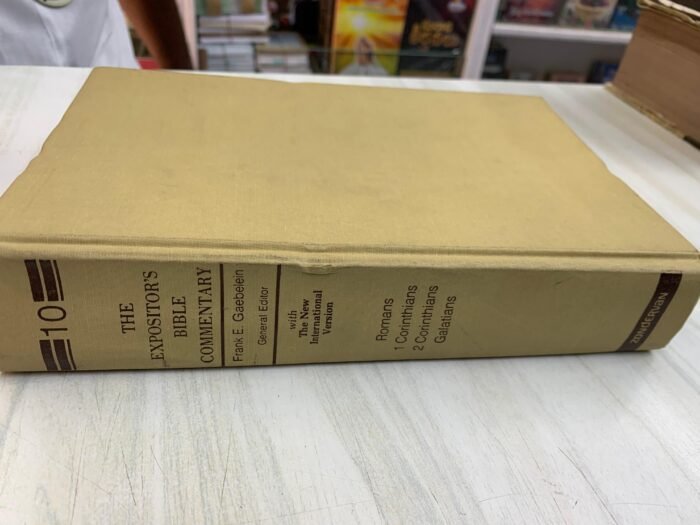 10
THE
EXPOSITOR'S
BIBLE
COMMENTARY
Frank E. Gaebelein
General Editor
with
The New
International
Version
Romans
1 Corinthians
2 Corinthians
Galatians
ZONDERVAN